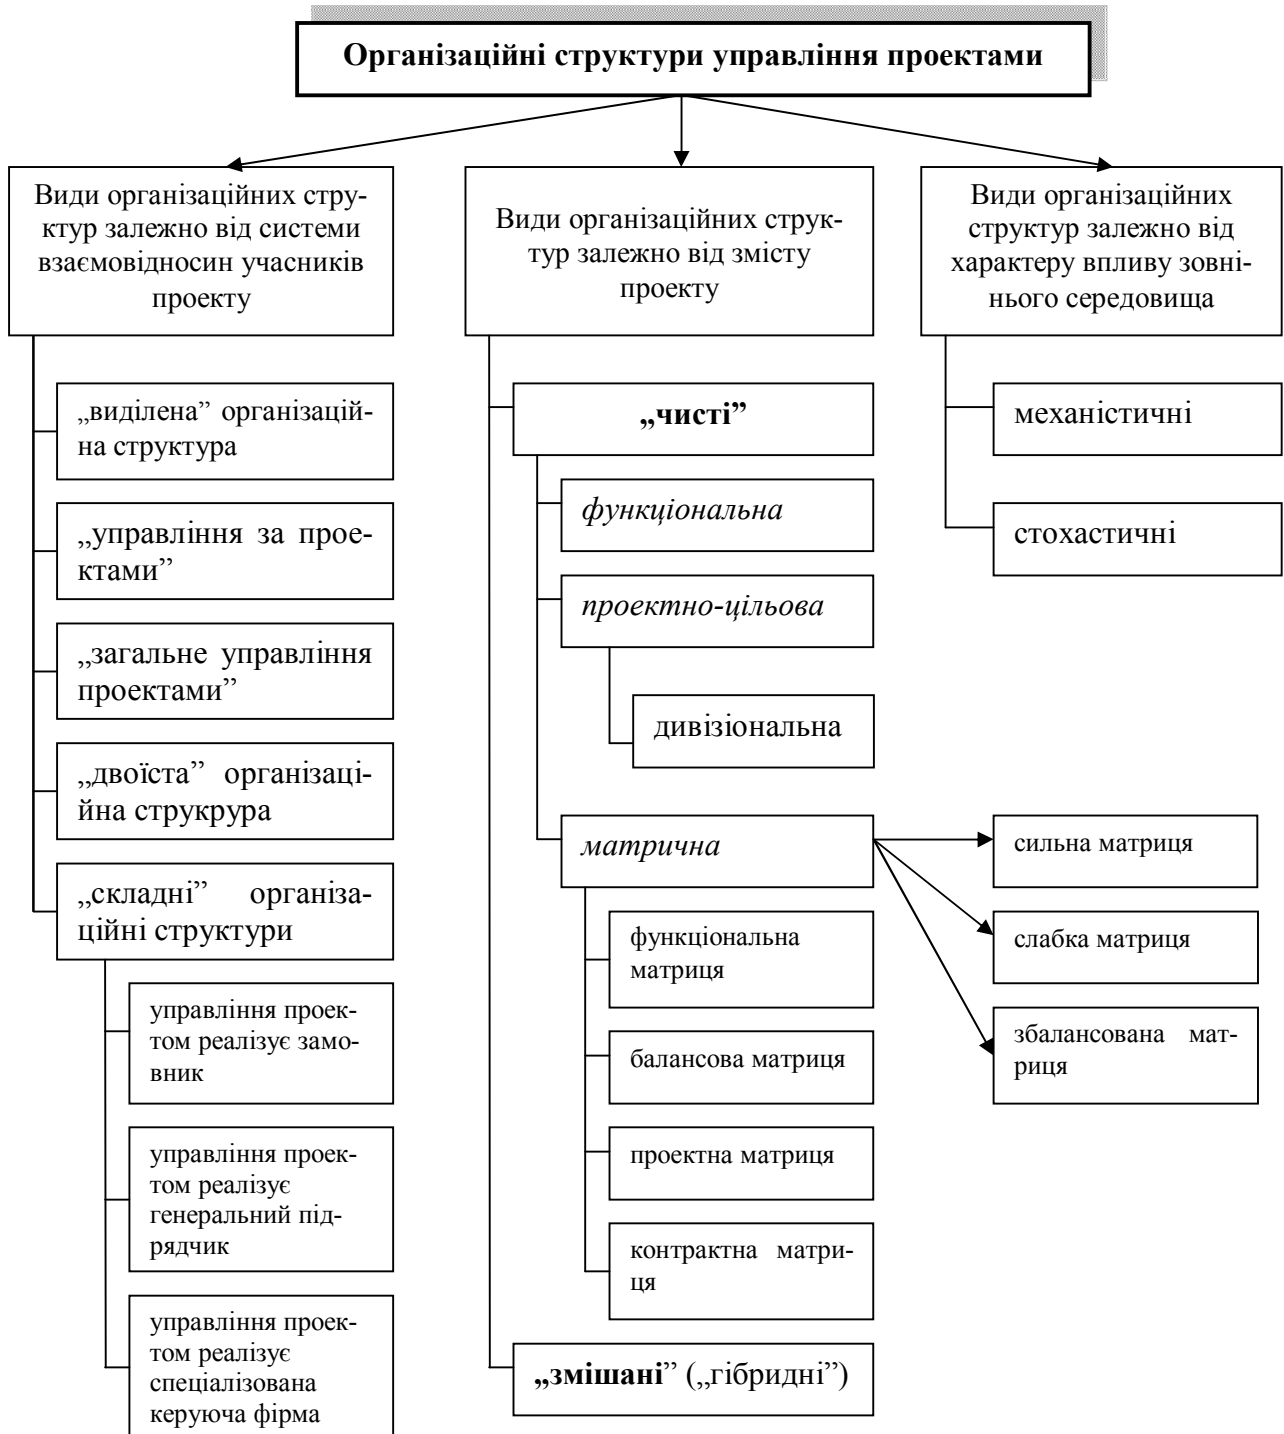 Організаційні структури управління проектами
Види організаційних стру-
ктур залежно від системи
взаємовідносин учасників
проекту
„виділена” організацій-
на структура
„управління за прое-
ктами”
„загальне управління
проектами”
„двоїста” організаці-
йна струкрура
„складні” організа-
ційні структури
управління проек-
том реалізує замо-
вник
управління проек-
том реалізує
генеральний під-
рядчик
управління проек-
том реалізує
спеціалізована
керуюча фірма
Види організаційних струк-
тур залежно від змісту
проекту
„чисті”
функціональна
проектно-цільова
дивізіональна
матрична
функціональна
матриця
балансова матриця
проектна матриця
контрактна матри-
ця
сильна матриця
слабка матриця
збалансована мат-
риця
„змішані” („гібридні”)
Види організаційних
структур залежно від
характеру впливу зовні-
нього середовища
механістичні
стохастичні